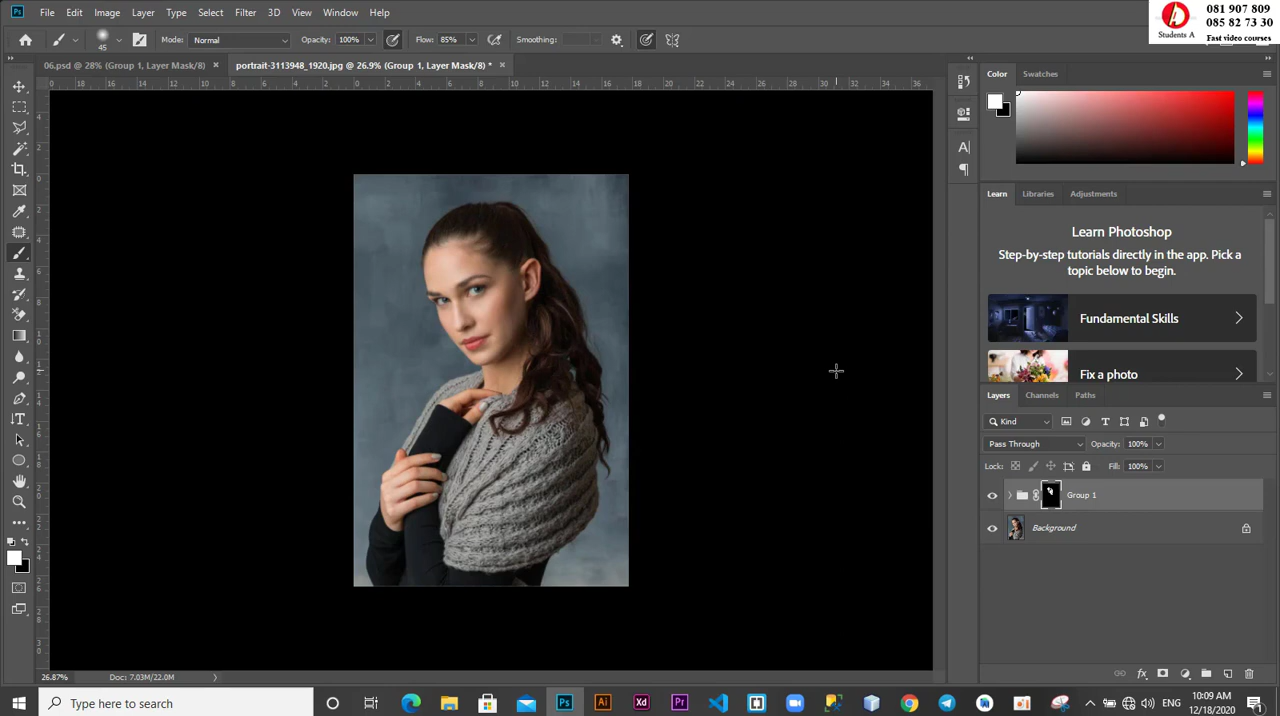 File Edit Image Layer Type Select Filter 3D View Window Help
Students A
081 907 809
085 82 73 30
Fast video courses
45 Mode: Normal Opacity: 100% Flow: 85% Smoothing:
06.psd @ 28% (Group 1, Layer Mask/8) × portrait-3113948_1920.jpg @ 26.9% (Group 1, Layer Mask/8) * ×
Color Swatches
Learn Libraries Adjustments
Learn Photoshop
Step-by-step tutorials directly in the app. Pick a
topic below to begin.
Fundamental Skills
Fix a photo
Layers Channels Paths
Kind
Pass Through Opacity: 100%
Lock: Fill: 100%
Group 1
Background
26.87% Doc: 7.03M/22.0M
Type here to search
ENG
10:09 AM
12/18/2020